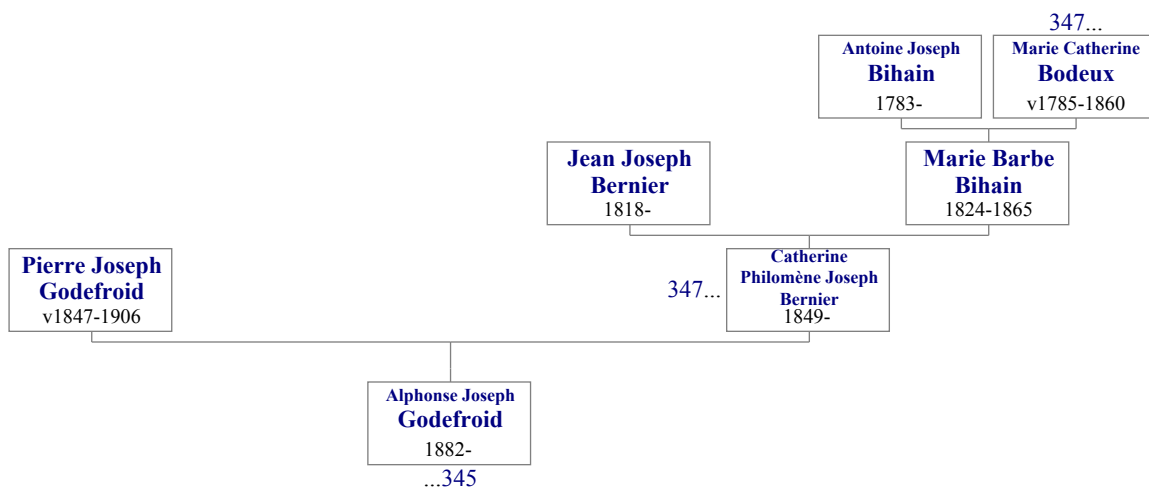 347...
Antoine Joseph
Bihain
1783-
Marie Catherine
Bodeux
v1785-1860
Jean Joseph
Bernier
1818-
Marie Barbe
Bihain
1824-1865
Pierre Joseph
Godefroid
v1847-1906
347...
Catherine
Philomène Joseph
Bernier
1849-
Alphonse Joseph
Godefroid
1882-
...345